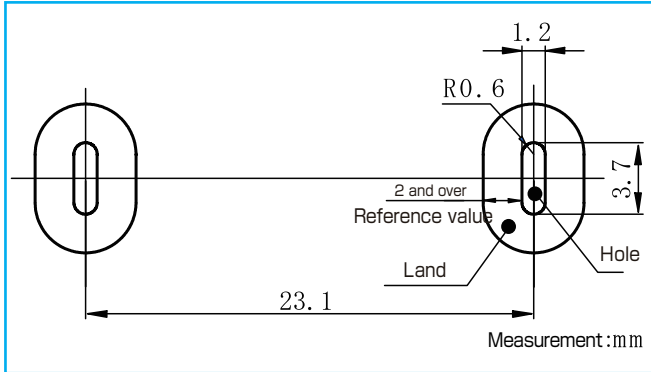 1.2
R0.6
3.7
2 and over
Reference value
Hole
Land
23.1
Measurement:mm